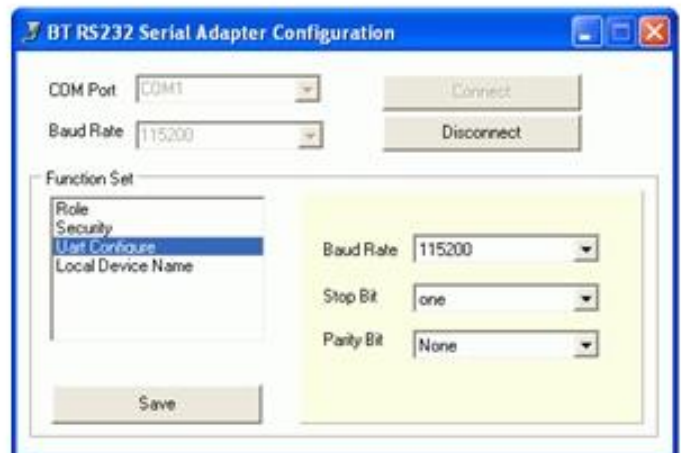 BT RS232 Serial Adapter Configuration
COM Port COM1 Connect
Baud Rate 115200 Disconnect
Function Set
Role
Security
Uart Configure
Local Device Name
Baud Rate 115200
Stop Bit one
Parity Bit None
Save